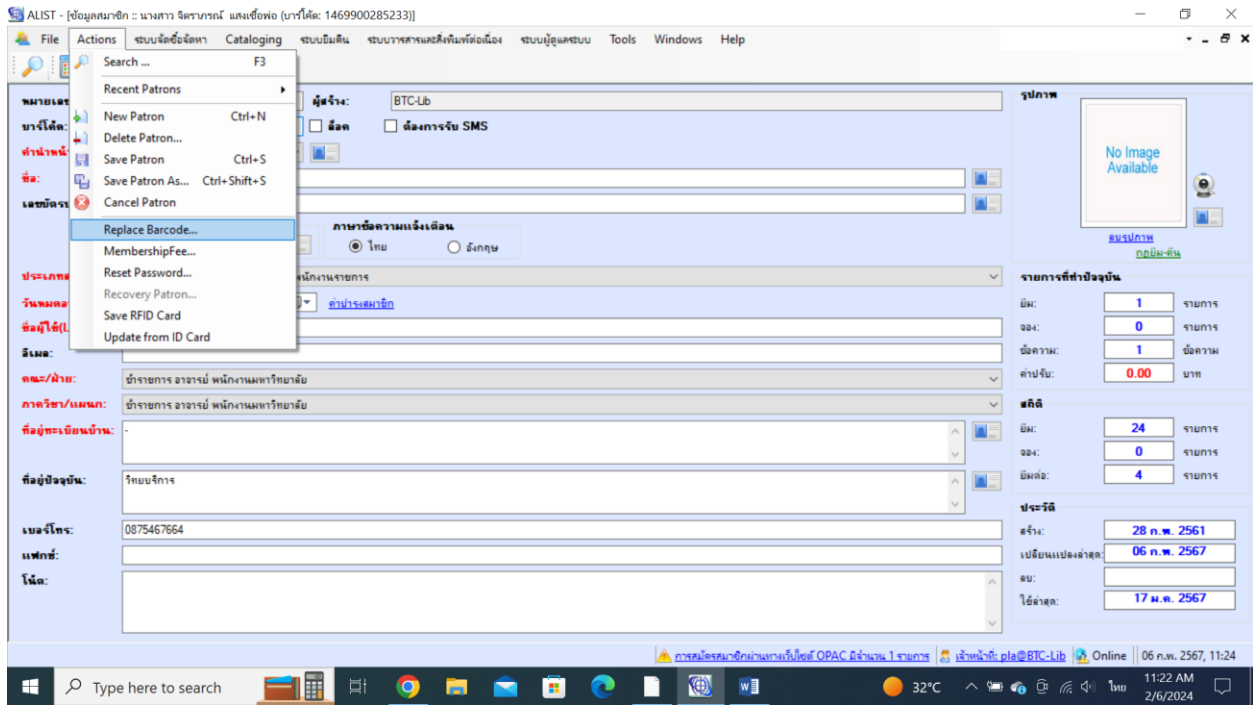 ALIST - [ข้อมูลสมาชิก :: นางสาว จิตราภรณ์ แสงเชื้อพ่อ (บาร์โค้ด: 1469900285233)]
File Actions ระบบจัดซื้อจัดหา Cataloging ระบบยืมคืน ระบบวารสารและสิ่งพิมพ์ต่อเนื่อง ระบบผู้ดูแลระบบ Tools Windows Help
Search ... F3
Recent Patrons
New Patron Ctrl+N
Delete Patron...
Save Patron Ctrl+S
Save Patron As... Ctrl+Shift+S
Cancel Patron
Replace Barcode...
MembershipFee...
Reset Password...
Recovery Patron...
Save RFID Card
Update from ID Card
ผู้สร้าง: BTC-Lib
บาร์โค้ด: ล็อค ต้องการรับ SMS
ชื่อ:
ภาษาข้อความแจ้งเตือน
ไทย อังกฤษ
พนักงานราชการ
ค่าบำรุงสมาชิก
ชื่อผู้ใช้(L
อีเมล:
คณะ/ฝ่าย: ข้าราชการ อาจารย์ พนักงานมหาวิทยาลัย
ภาควิชา/แผนก: ข้าราชการ อาจารย์ พนักงานมหาวิทยาลัย
ที่อยู่ทะเบียนบ้าน: -
ที่อยู่ปัจจุบัน: วิทยบริการ
เบอร์โทร: 0875467664
แฟกซ์:
โน้ต:
รูปภาพ
No Image
Available
ลบรูปภาพ
กฎยืม-คืน
รายการที่ทำปัจจุบัน
ยืม: 1 รายการ
จอง: 0 รายการ
ข้อความ: 1 ข้อความ
ค่าปรับ: 0.00 บาท
สถิติ
ยืม: 24 รายการ
จอง: 0 รายการ
ยืมต่อ: 4 รายการ
ประวัติ
สร้าง: 28 ก.พ. 2561
เปลี่ยนแปลงล่าสุด: 06 ก.พ. 2567
ลบ:
ใช้ล่าสุด: 17 ม.ค. 2567
การสมัครสมาชิกผ่านทางเว็บไซต์ OPAC มีจำนวน 1 รายการ เจ้าหน้าที่: pla@BTC-Lib Online 06 ก.พ. 2567, 11:24
Type here to search 32°C ไทย 11:22 AM
2/6/2024